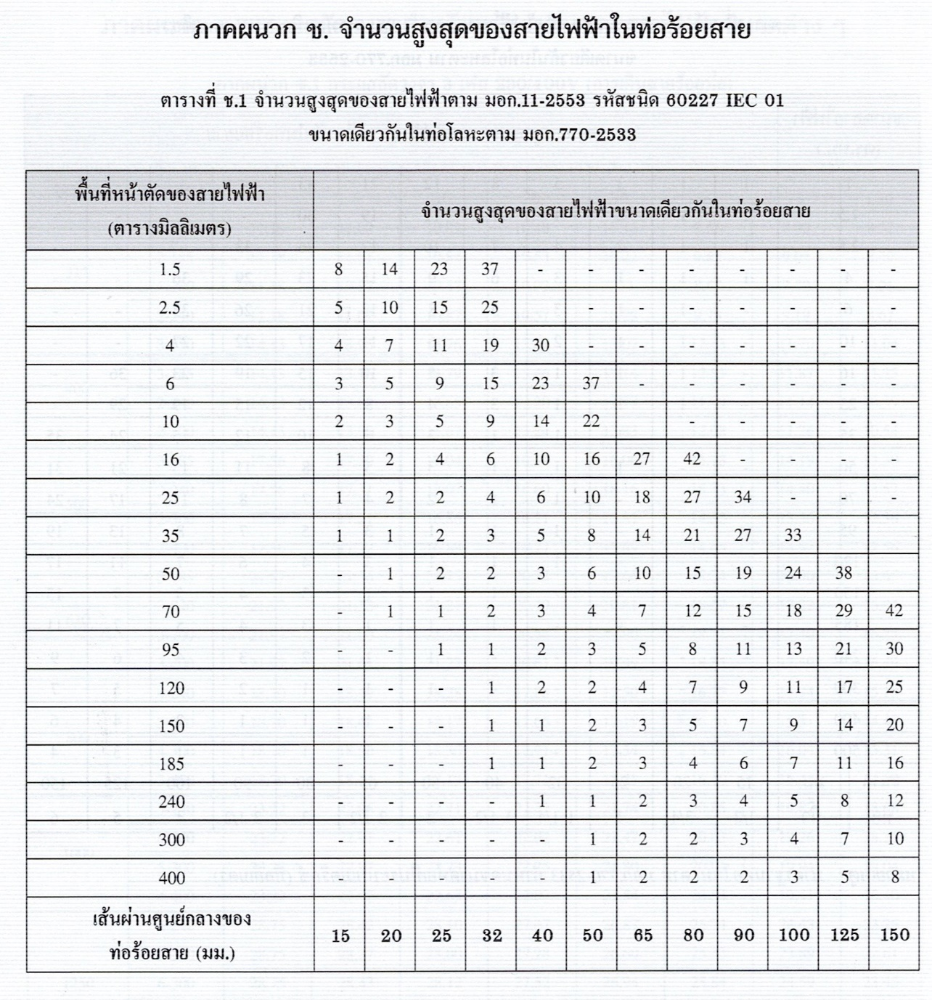 ภาคผนวก ช. จำนวนสูงสุดของสายไฟฟ้าในท่อร้อยสาย
ตารางที่ ช.1 จำนวนสูงสุดของสายไฟฟ้าตาม มอก.11-2553 รหัสชนิด 60227 IEC 01
ขนาดเดียวกันในท่อโลหะตาม มอก.770-2533
พื้นที่หน้าตัดของสายไฟฟ้า
(ตารางมิลลิเมตร)
จำนวนสูงสุดของสายไฟฟ้าขนาดเดียวกันในท่อร้อยสาย
1.5 8 14 23 37 - - - - - - - -
2.5 5 10 15 25 - - - - - - -
4 4 7 11 19 30 - - - - - - -
6 3 5 9 15 23 37 - - - - - -
10 2 3 5 9 14 22 - - - - -
16 1 2 4 6 10 16 27 42 - - - -
25 1 2 2 4 6 10 18 27 34 - - -
35 1 1 2 3 5 8 14 21 27 33
50 - 1 2 2 3 6 10 15 19 24 38
70 - 1 1 2 3 4 7 12 15 18 29 42
95 - - 1 1 2 3 5 8 11 13 21 30
120 - - - 1 2 2 4 7 9 11 17 25
150 - - - 1 1 2 3 5 7 9 14 20
185 - - - 1 1 2 3 4 6 7 11 16
240 - - - - 1 1 2 3 4 5 8 12
300 - - - - - 1 2 2 3 4 7 10
400 - - - - - 1 2 2 2 3 5 8
เส้นผ่านศูนย์กลางของ
ท่อร้อยสาย (มม.)
15 20 25 32 40 50 65 80 90 100 125 150